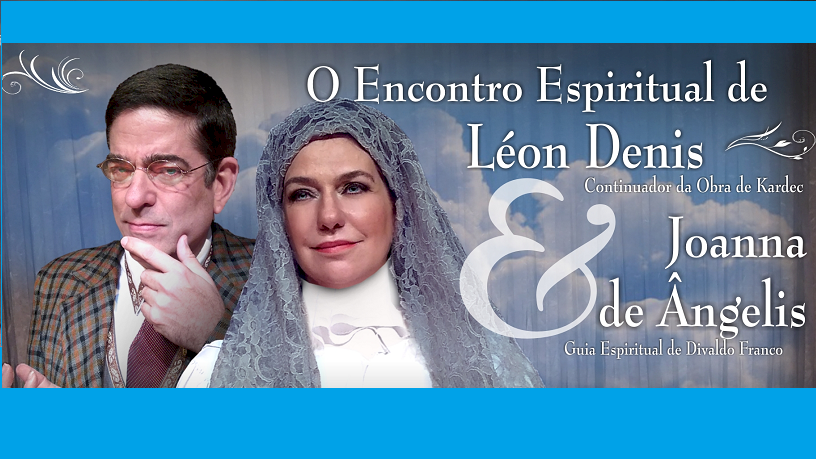 O Encontro Espiritual de
Léon Denis
Continuador da Obra de Kardec
&
Joanna
de Ângelis
Guia Espiritual de Divaldo Franco